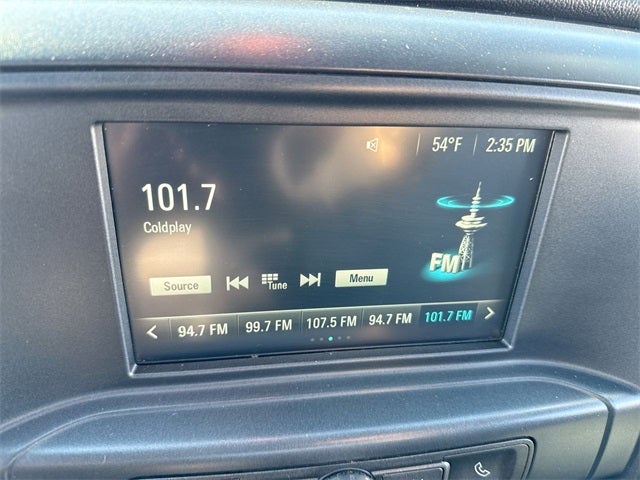 54°F 2:35 PM
101.7
Coldplay
FM
Source Tune Menu
94.7 FM 99.7 FM 107.5 FM 94.7 FM 101.7 FM